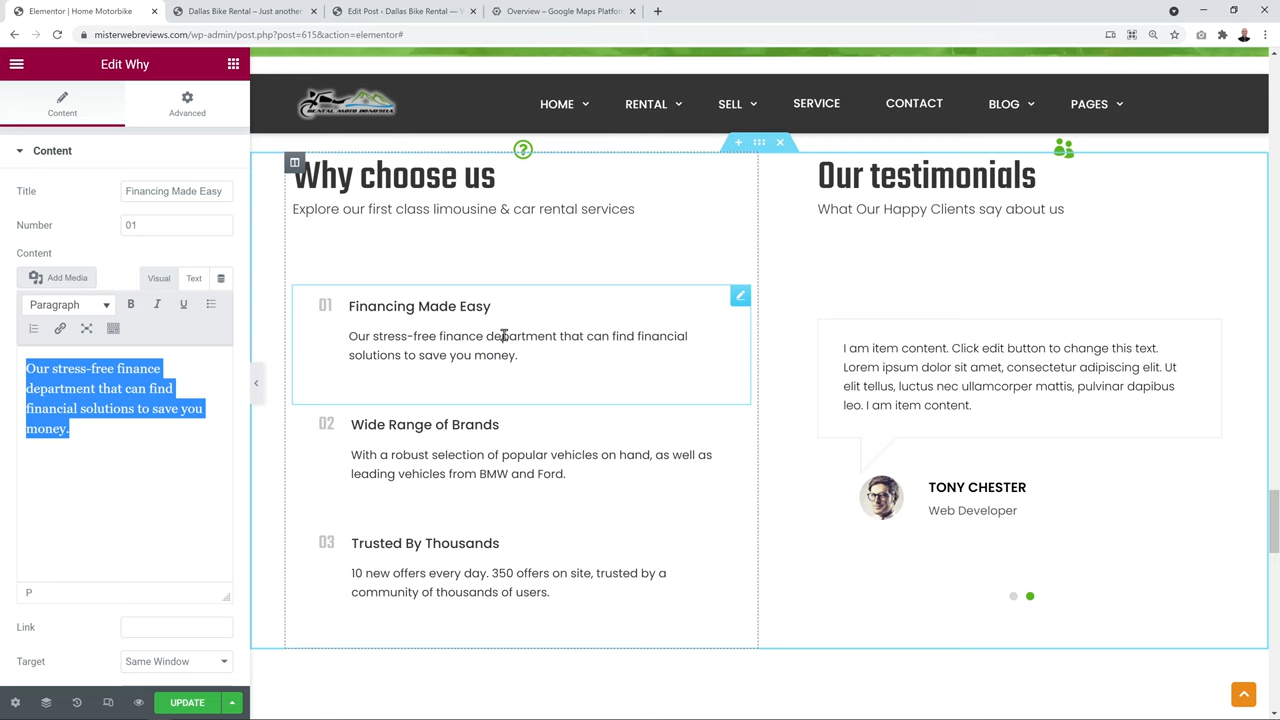 Elementor | Home Motorbike
Dallas Bike Rental – Just another
Edit Post ‹ Dallas Bike Rental — W
Overview – Google Maps Platfor
misterwebreviews.com/wp-admin/post.php?post=615&action=elementor#
Edit Why
Content
Advanced
Content
Title
Financing Made Easy
Number
01
Content
Add Media
Visual
Text
Paragraph
B
I
U
Our stress-free finance
department that can find
financial solutions to save you
money.
P
Link
Target
Same Window
UPDATE
RENTAL MOTO
HOME
RENTAL
SELL
SERVICE
CONTACT
BLOG
PAGES
Why choose us
Explore our first class limousine & car rental services
01
Financing Made Easy
Our stress-free finance department that can find financial
solutions to save you money.
02
Wide Range of Brands
With a robust selection of popular vehicles on hand, as well as
leading vehicles from BMW and Ford.
03
Trusted By Thousands
10 new offers every day. 350 offers on site, trusted by a
community of thousands of users.
Our testimonials
What Our Happy Clients say about us
I am item content. Click edit button to change this text.
Lorem ipsum dolor sit amet, consectetur adipiscing elit. Ut
elit tellus, luctus nec ullamcorper mattis, pulvinar dapibus
leo. I am item content.
TONY CHESTER
Web Developer